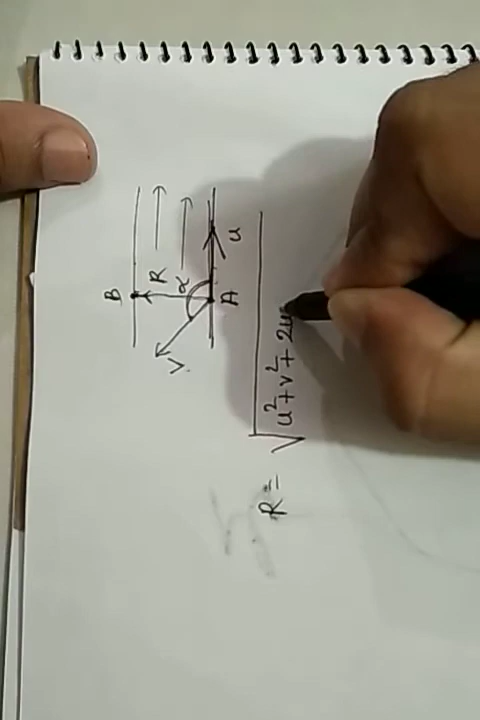 B
R
α
A
u
V
R = √u²+v²+2u